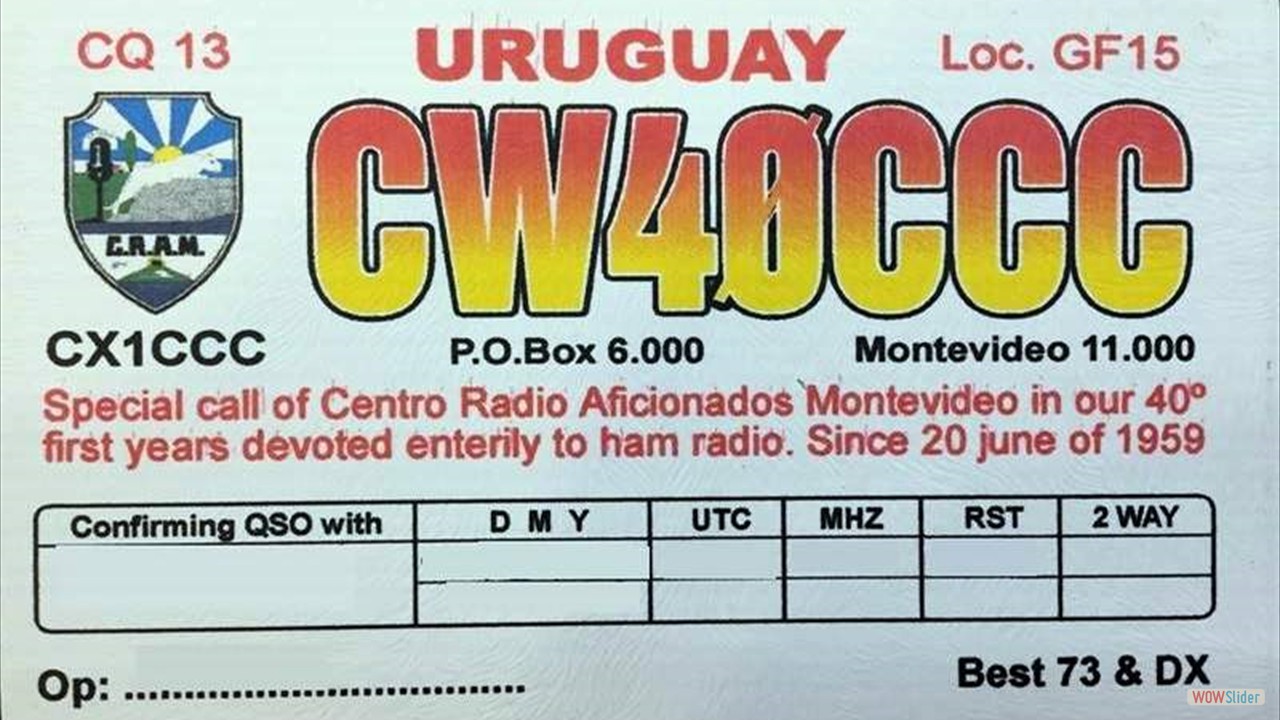 CQ 13 URUGUAY Loc. GF15
CW4ØCCC
C.R.A.M.
CX1CCC P.O.Box 6.000 Montevideo 11.000
Special call of Centro Radio Aficionados Montevideo in our 40º
first years devoted enterily to ham radio. Since 20 june of 1959
Confirming QSO with D M Y UTC MHZ RST 2 WAY
Op: ..................................
Best 73 & DX
WOWSlider